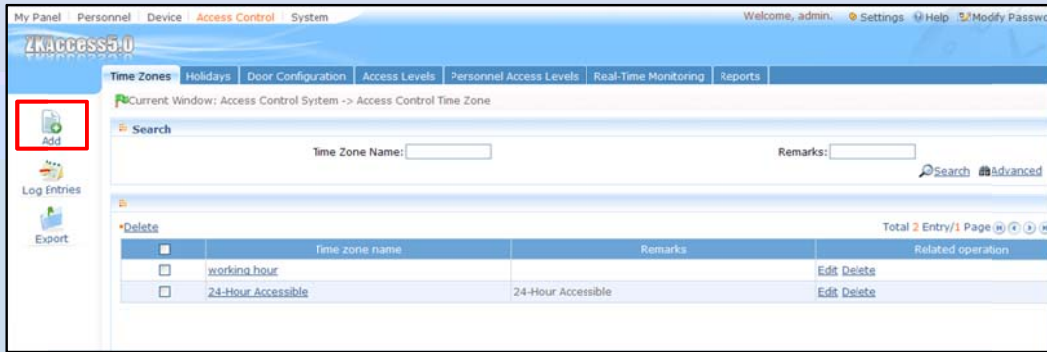 My Panel Personnel Device Access Control System Welcome, admin. Settings Help Modify Passwo
ZKAccess5.0
Time Zones Holidays Door Configuration Access Levels Personnel Access Levels Real-Time Monitoring Reports
Current Window: Access Control System -> Access Control Time Zone
Add
Log Entries
Export
Search
Time Zone Name: Remarks:
Search Advanced
Delete Total 2 Entry/1 Page
Time zone name Remarks Related operation
working hour Edit Delete
24-Hour Accessible 24-Hour Accessible Edit Delete